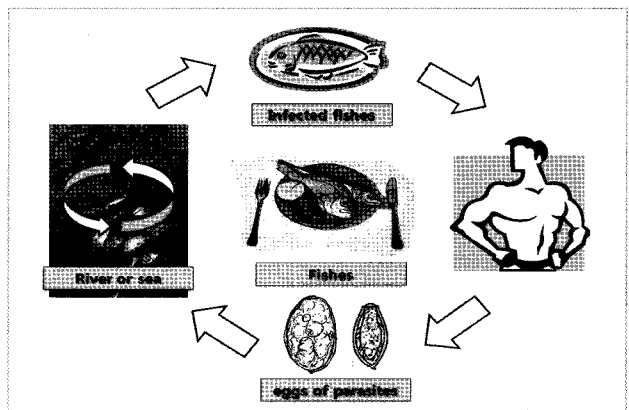 Infected fishes
River or sea
Fishes
eggs of parasites